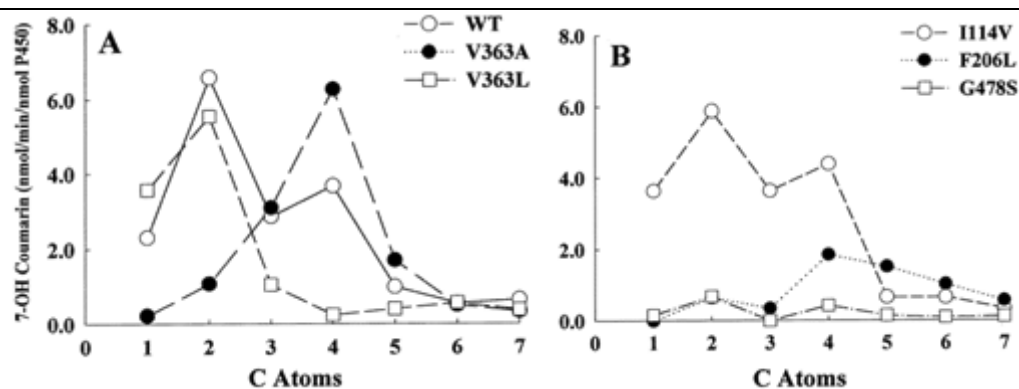 7-OH Coumarin (nmol/min/nmol P450)
A
WT
V363A
V363L
8.0
6.0
4.0
2.0
0.0
0 1 2 3 4 5 6 7
C Atoms
B
I114V
F206L
G478S
8.0
6.0
4.0
2.0
0.0
0 1 2 3 4 5 6 7
C Atoms